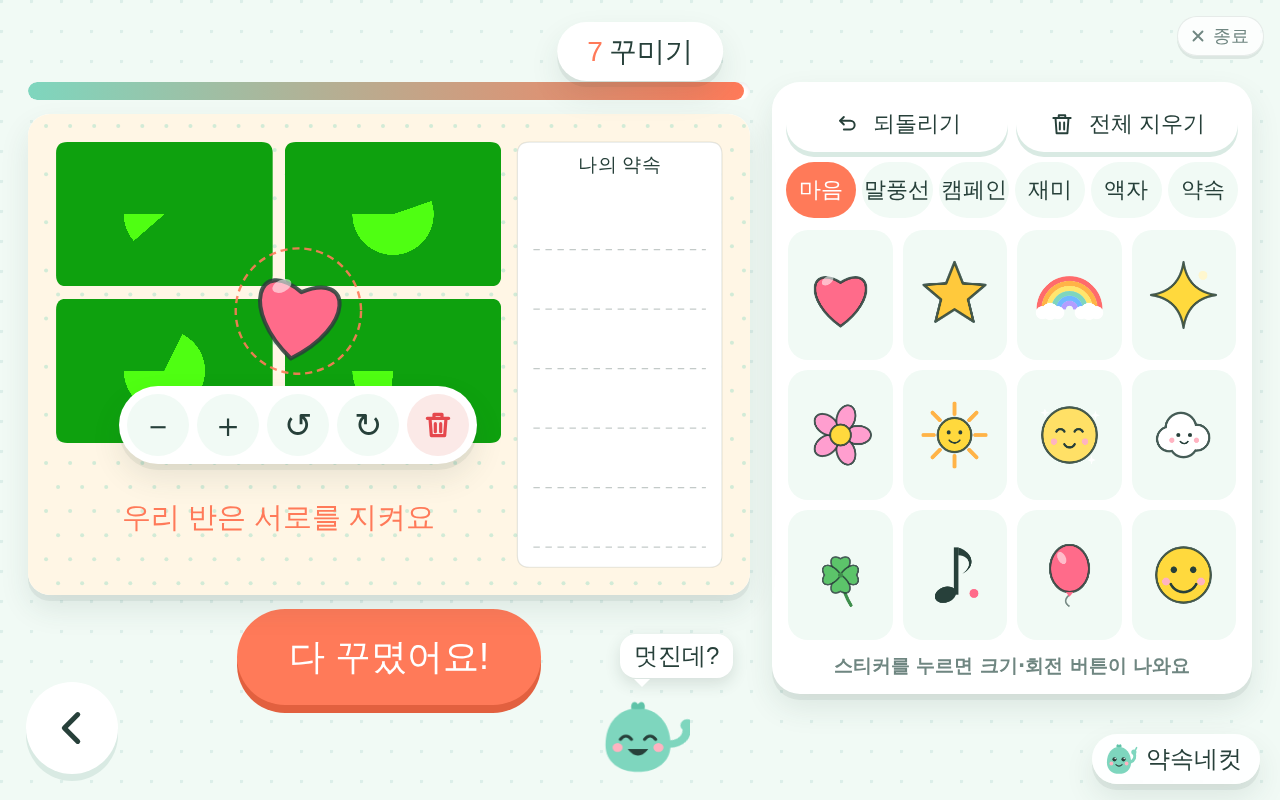 7 꾸미기
✕ 종료
되돌리기
전체 지우기
마음 말풍선 캠페인 재미 액자 약속
나의 약속
우리 반은 서로를 지켜요
다 꾸몄어요!
멋진데?
스티커를 누르면 크기·회전 버튼이 나와요
약속네컷